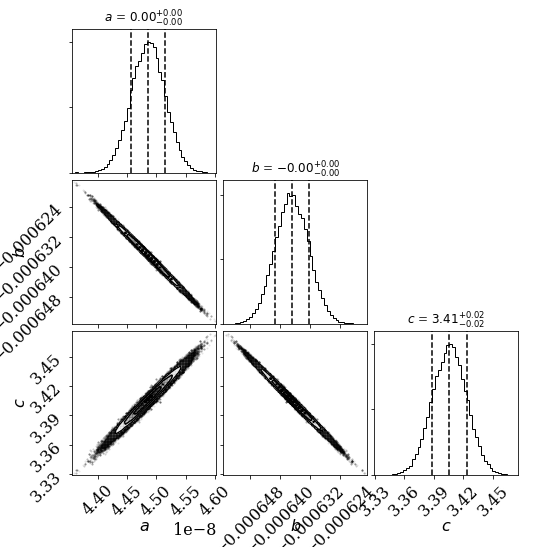 a = 0.00+0.00−0.00
b = −0.00+0.00−0.00
−0.000624
−0.000632
−0.000640
−0.000648
b
c = 3.41+0.02−0.02
3.45
3.42
3.39
3.36
3.33
c
4.40 4.45 4.50 4.55 4.60
a
1e−8
−0.000648 −0.000640 −0.000632 −0.000624
b
3.33 3.36 3.39 3.42 3.45
c